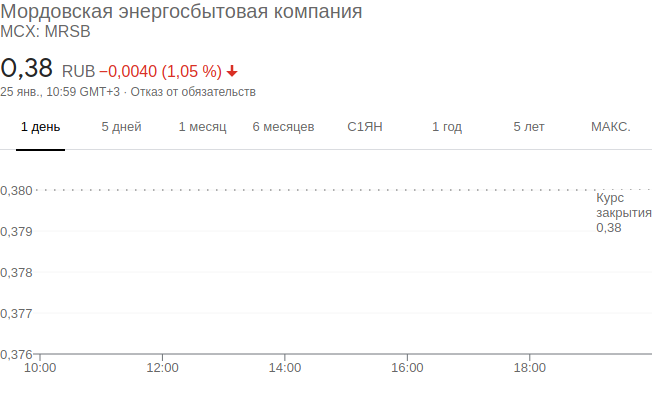 Мордовская энергосбытовая компания
MCX: MRSB
0,38 RUB −0,0040 (1,05 %)
25 янв., 10:59 GMT+3 · Отказ от обязательств
1 день 5 дней 1 месяц 6 месяцев С1ЯН 1 год 5 лет МАКС.
0,380
Курс
закрытия
0,38
0,379
0,378
0,377
0,376
10:00 12:00 14:00 16:00 18:00